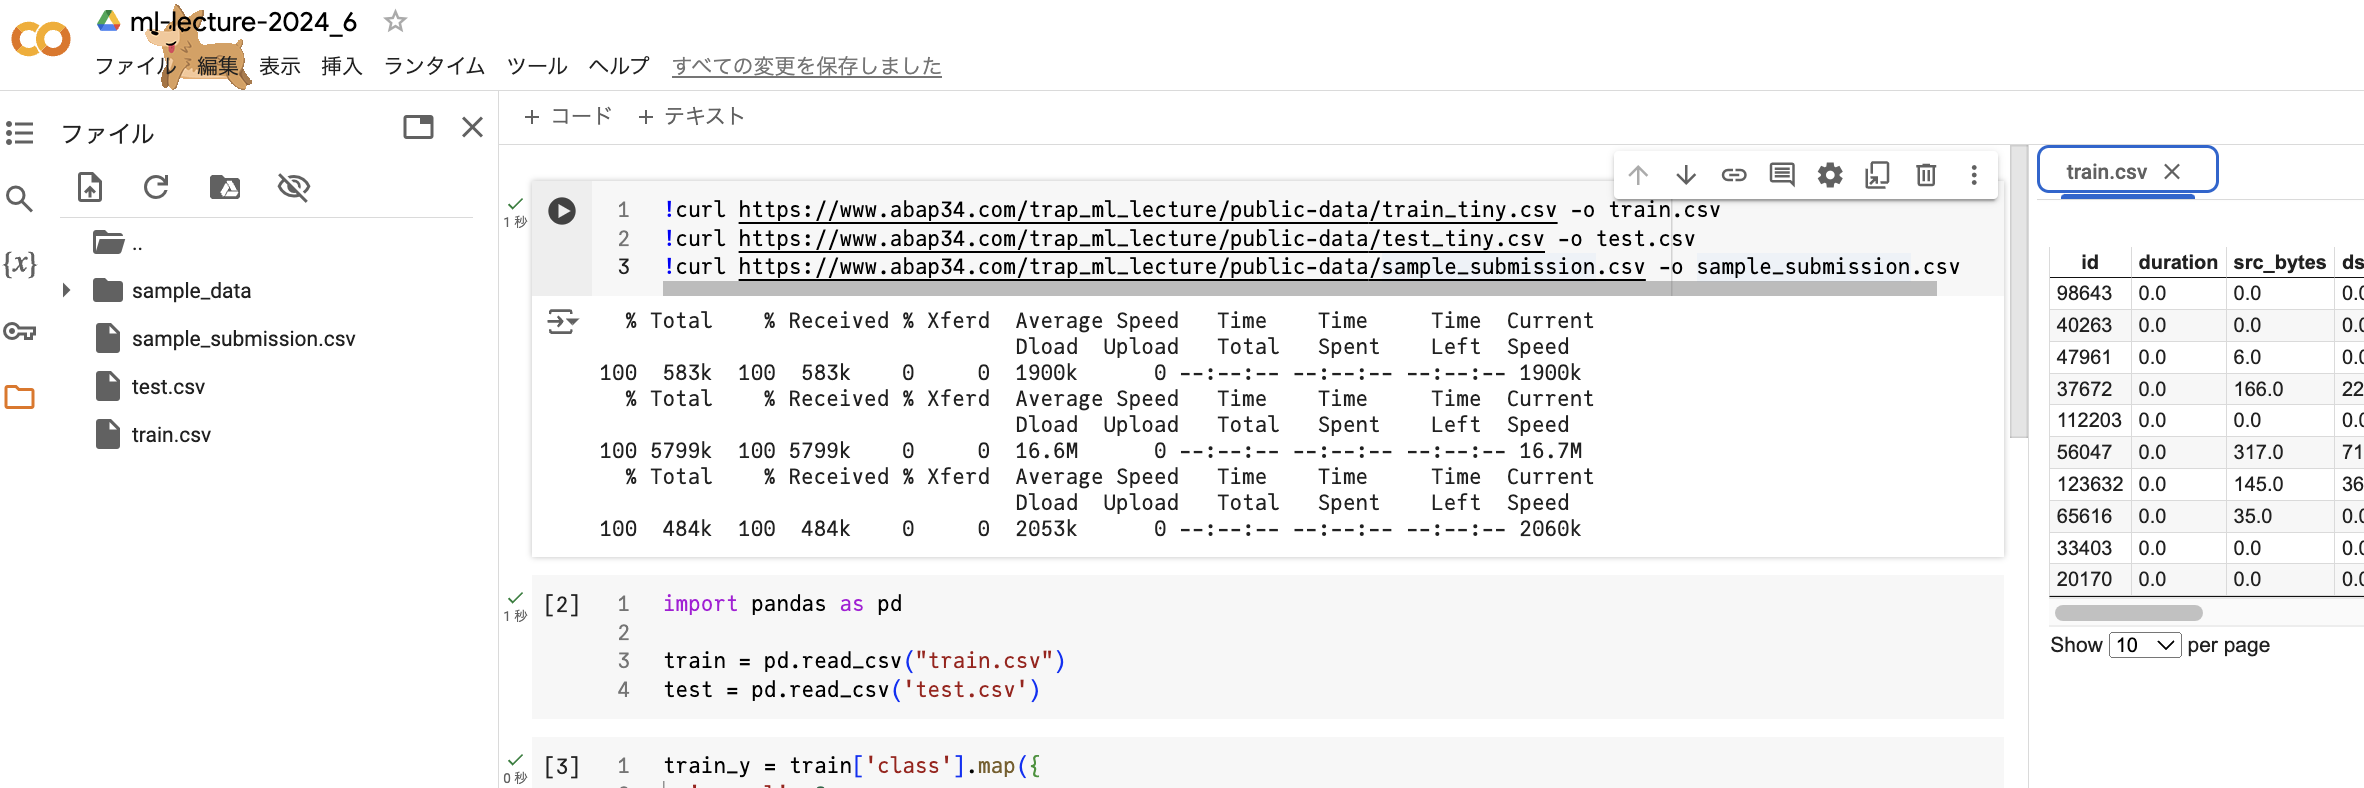 ml-lecture-2024_6
ファイル 編集 表示 挿入 ランタイム ツール ヘルプ すべての変更を保存しました
ファイル
..
sample_data
sample_submission.csv
test.csv
train.csv
{x}
+ コード + テキスト
1 秒
1 !curl https://www.abap34.com/trap_ml_lecture/public-data/train_tiny.csv -o train.csv
2 !curl https://www.abap34.com/trap_ml_lecture/public-data/test_tiny.csv -o test.csv
3 !curl https://www.abap34.com/trap_ml_lecture/public-data/sample_submission.csv -o sample_submission.csv
% Total % Received % Xferd Average Speed Time Time Time Current
Dload Upload Total Spent Left Speed
100 583k 100 583k 0 0 1900k 0 --:--:-- --:--:-- --:--:-- 1900k
% Total % Received % Xferd Average Speed Time Time Time Current
Dload Upload Total Spent Left Speed
100 5799k 100 5799k 0 0 16.6M 0 --:--:-- --:--:-- --:--:-- 16.7M
% Total % Received % Xferd Average Speed Time Time Time Current
Dload Upload Total Spent Left Speed
100 484k 100 484k 0 0 2053k 0 --:--:-- --:--:-- --:--:-- 2060k
1 秒
[2] 1 import pandas as pd
2
3 train = pd.read_csv("train.csv")
4 test = pd.read_csv('test.csv')
0 秒
[3] 1 train_y = train['class'].map({
train.csv
id duration src_bytes ds
98643 0.0 0.0 0.0
40263 0.0 0.0 0.0
47961 0.0 6.0 0.0
37672 0.0 166.0 22
112203 0.0 0.0 0.0
56047 0.0 317.0 71
123632 0.0 145.0 36
65616 0.0 35.0 0.0
33403 0.0 0.0 0.0
20170 0.0 0.0 0.0
Show 10 per page